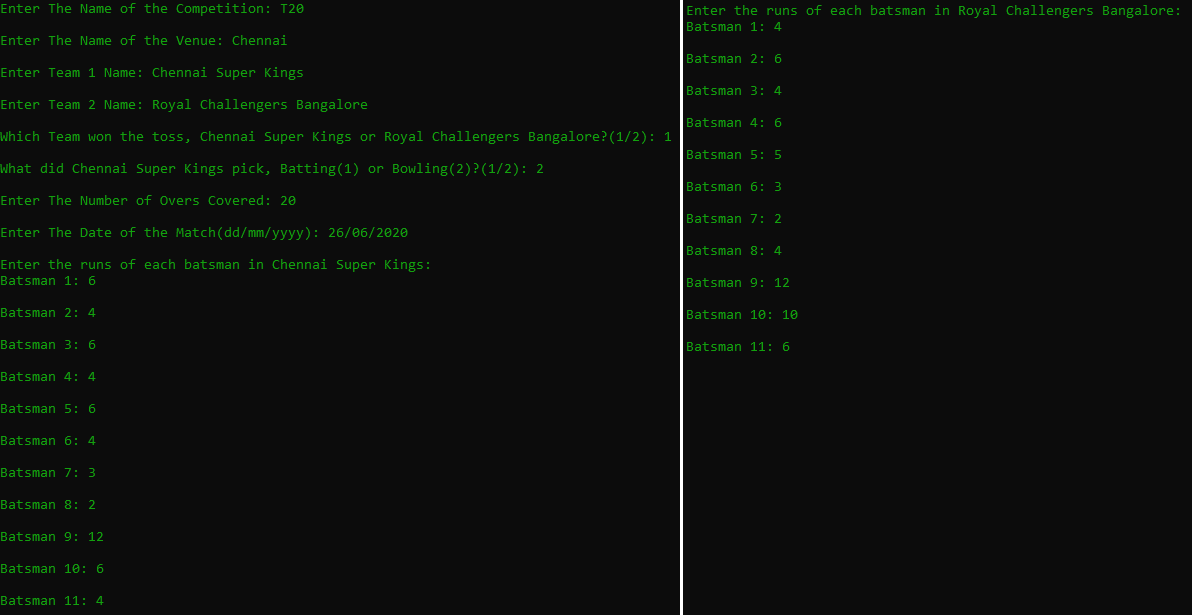 Enter The Name of the Competition: T20
Enter The Name of the Venue: Chennai
Enter Team 1 Name: Chennai Super Kings
Enter Team 2 Name: Royal Challengers Bangalore
Which Team won the toss, Chennai Super Kings or Royal Challengers Bangalore?(1/2): 1
What did Chennai Super Kings pick, Batting(1) or Bowling(2)?(1/2): 2
Enter The Number of Overs Covered: 20
Enter The Date of the Match(dd/mm/yyyy): 26/06/2020
Enter the runs of each batsman in Chennai Super Kings:
Batsman 1: 6
Batsman 2: 4
Batsman 3: 6
Batsman 4: 4
Batsman 5: 6
Batsman 6: 4
Batsman 7: 3
Batsman 8: 2
Batsman 9: 12
Batsman 10: 6
Batsman 11: 4
Enter the runs of each batsman in Royal Challengers Bangalore:
Batsman 1: 4
Batsman 2: 6
Batsman 3: 4
Batsman 4: 6
Batsman 5: 5
Batsman 6: 3
Batsman 7: 2
Batsman 8: 4
Batsman 9: 12
Batsman 10: 10
Batsman 11: 6